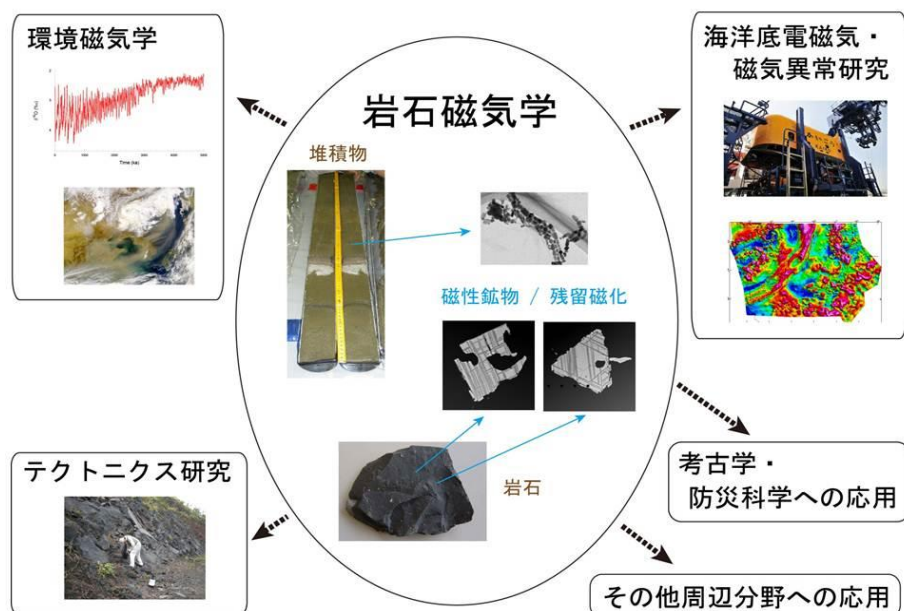 環境磁気学
Time (ka)
岩石磁気学
堆積物
磁性鉱物 / 残留磁化
岩石
海洋底電磁気・
磁気異常研究
テクトニクス研究
考古学・
防災科学への応用
その他周辺分野への応用